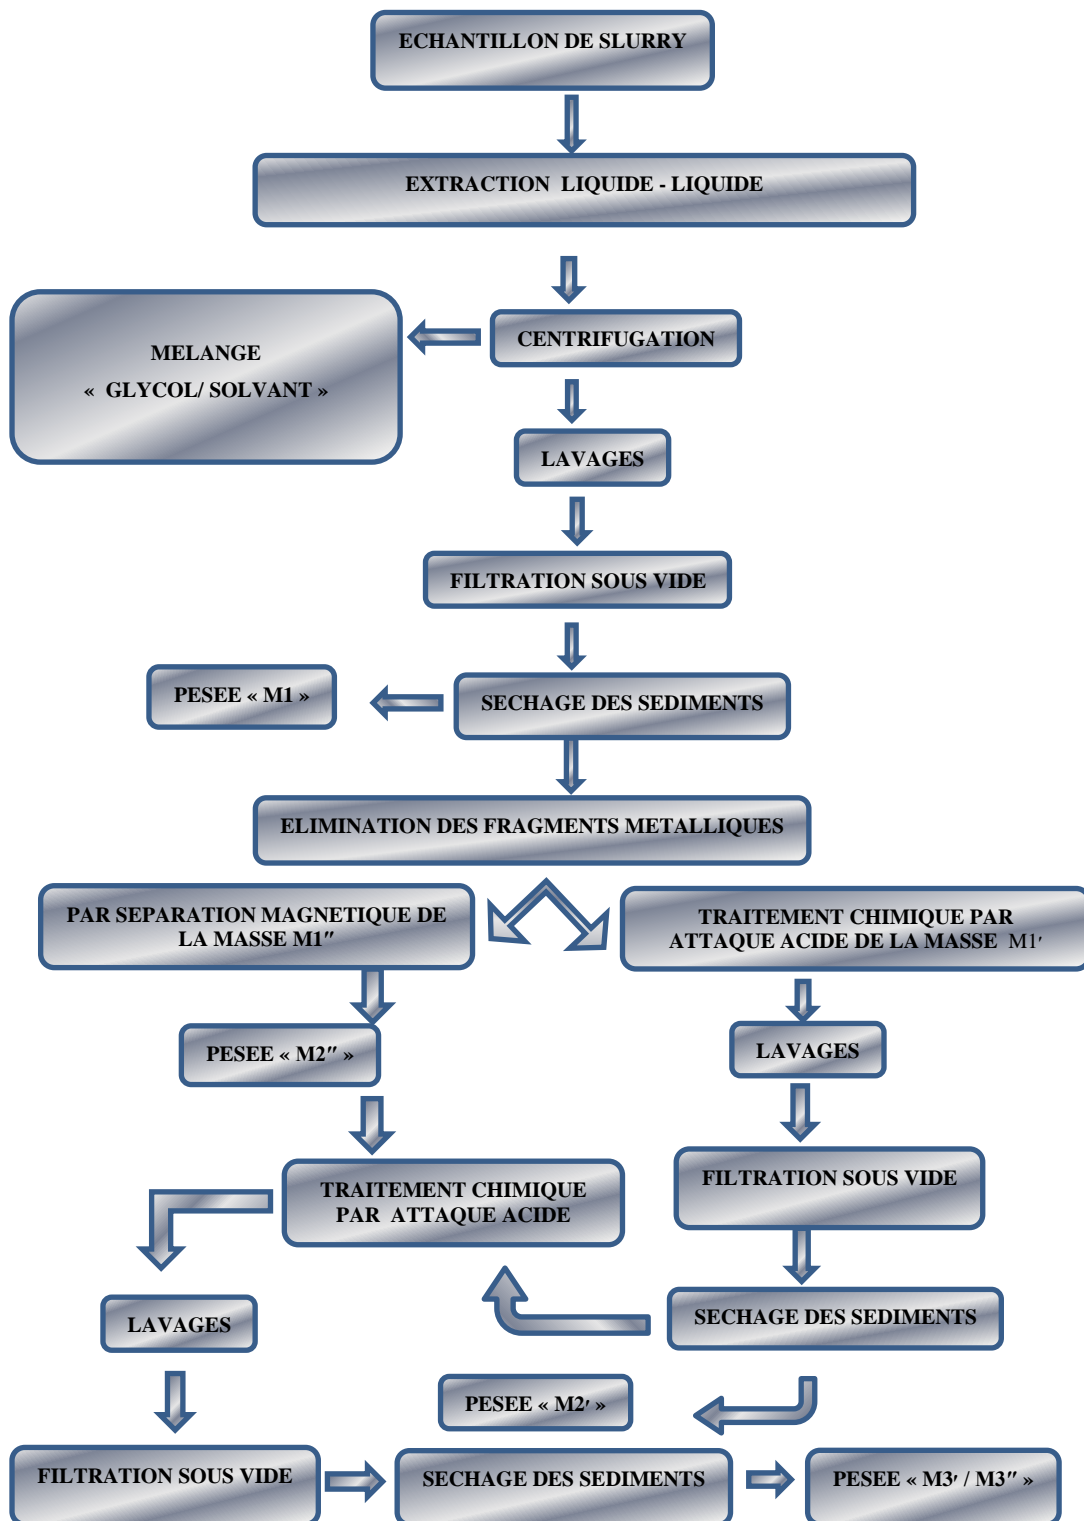 ECHANTILLON DE SLURRY
EXTRACTION LIQUIDE - LIQUIDE
CENTRIFUGATION
MELANGE
« GLYCOL/ SOLVANT »
LAVAGES
FILTRATION SOUS VIDE
SECHAGE DES SEDIMENTS
PESEE « M1 »
ELIMINATION DES FRAGMENTS METALLIQUES
PAR SEPARATION MAGNETIQUE DE
LA MASSE M1″
TRAITEMENT CHIMIQUE PAR
ATTAQUE ACIDE DE LA MASSE M1′
PESEE « M2″ »
LAVAGES
TRAITEMENT CHIMIQUE
PAR ATTAQUE ACIDE
FILTRATION SOUS VIDE
LAVAGES
SECHAGE DES SEDIMENTS
PESEE « M2′ »
FILTRATION SOUS VIDE
SECHAGE DES SEDIMENTS
PESEE « M3′ / M3″ »